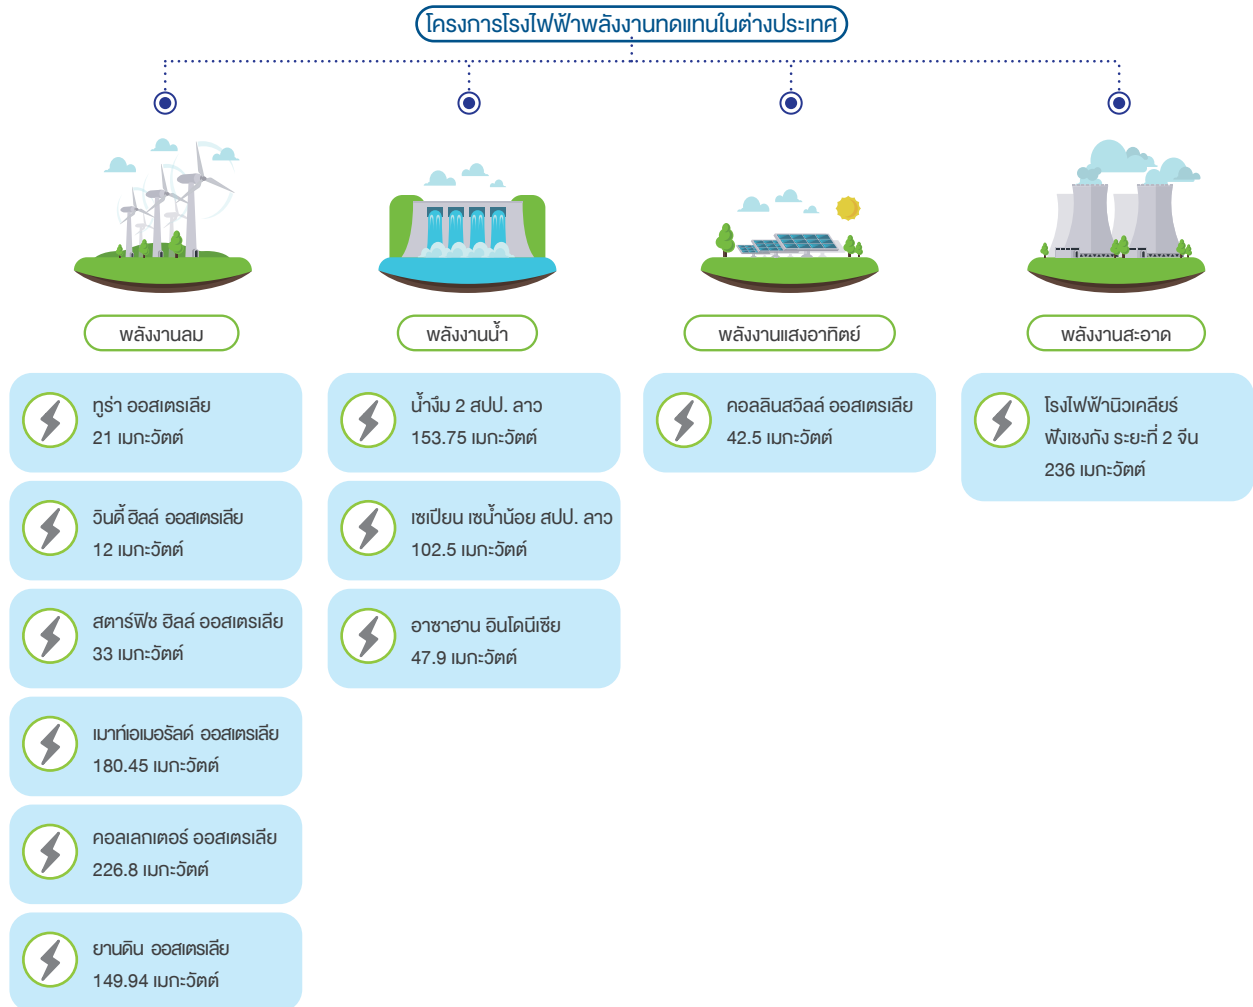 โครงการโรงไฟฟ้าพลังงานทดแทนในต่างประเทศ
พลังงานลม
ทูร่า ออสเตรเลีย
21 เมกะวัตต์
วินดี้ ฮิลล์ ออสเตรเลีย
12 เมกะวัตต์
สตาร์ฟิช ฮิลล์ ออสเตรเลีย
33 เมกะวัตต์
เมาท์เอเมอรัลด์ ออสเตรเลีย
180.45 เมกะวัตต์
คอลเลกเตอร์ ออสเตรเลีย
226.8 เมกะวัตต์
ยานดิน ออสเตรเลีย
149.94 เมกะวัตต์
พลังงานน้ำ
น้ำงึม 2 สปป. ลาว
153.75 เมกะวัตต์
เซเปียน เซน้ำน้อย สปป. ลาว
102.5 เมกะวัตต์
อาซาฮาน อินโดนีเซีย
47.9 เมกะวัตต์
พลังงานแสงอาทิตย์
คอลลินสวิลล์ ออสเตรเลีย
42.5 เมกะวัตต์
พลังงานสะอาด
โรงไฟฟ้านิวเคลียร์
ฟังเชงกัง ระยะที่ 2 จีน
236 เมกะวัตต์